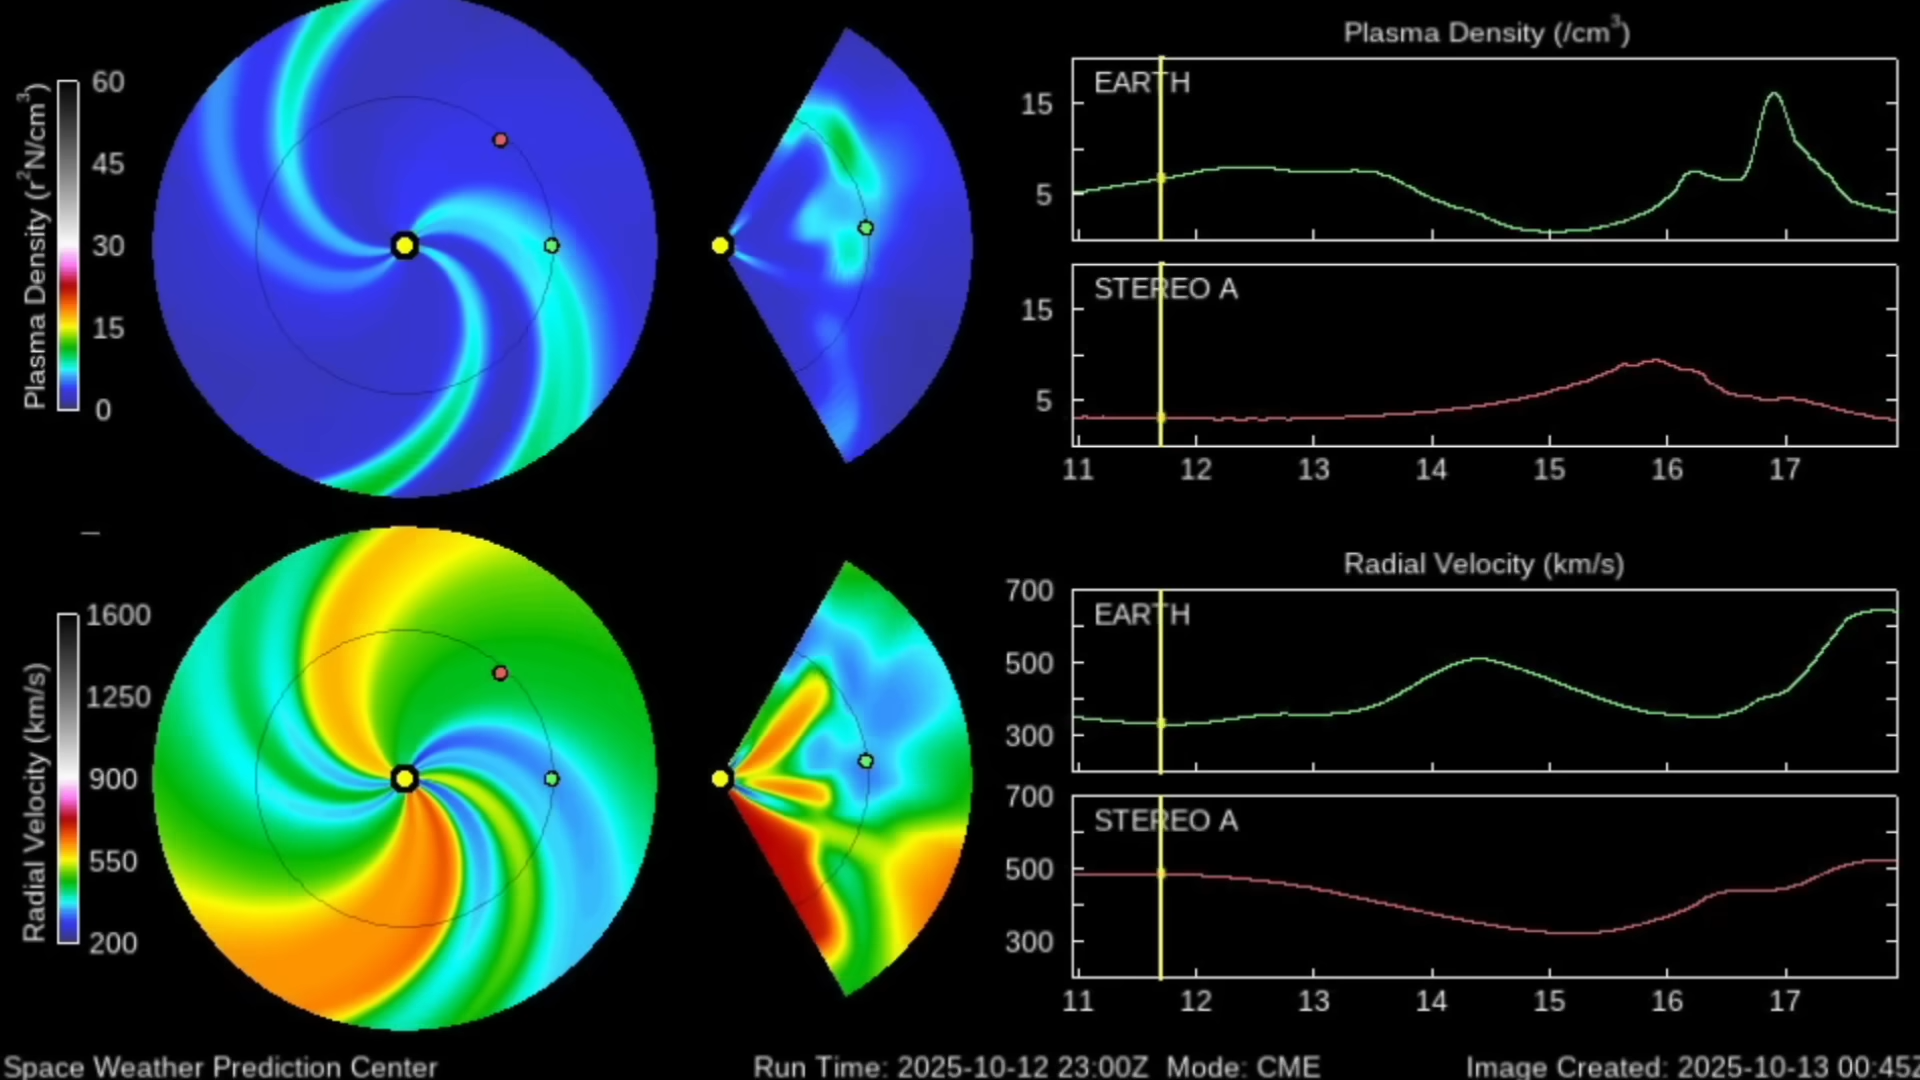 Plasma Density (r²N/cm³)
60
45
30
15
0
Plasma Density (/cm³)
EARTH
15
5
STEREO A
15
5
11 12 13 14 15 16 17
Radial Velocity (km/s)
1600
1250
900
550
200
Radial Velocity (km/s)
EARTH
700
500
300
STEREO A
700
500
300
11 12 13 14 15 16 17
Space Weather Prediction Center
Run Time: 2025-10-12 23:00Z Mode: CME
Image Created: 2025-10-13 00:45Z